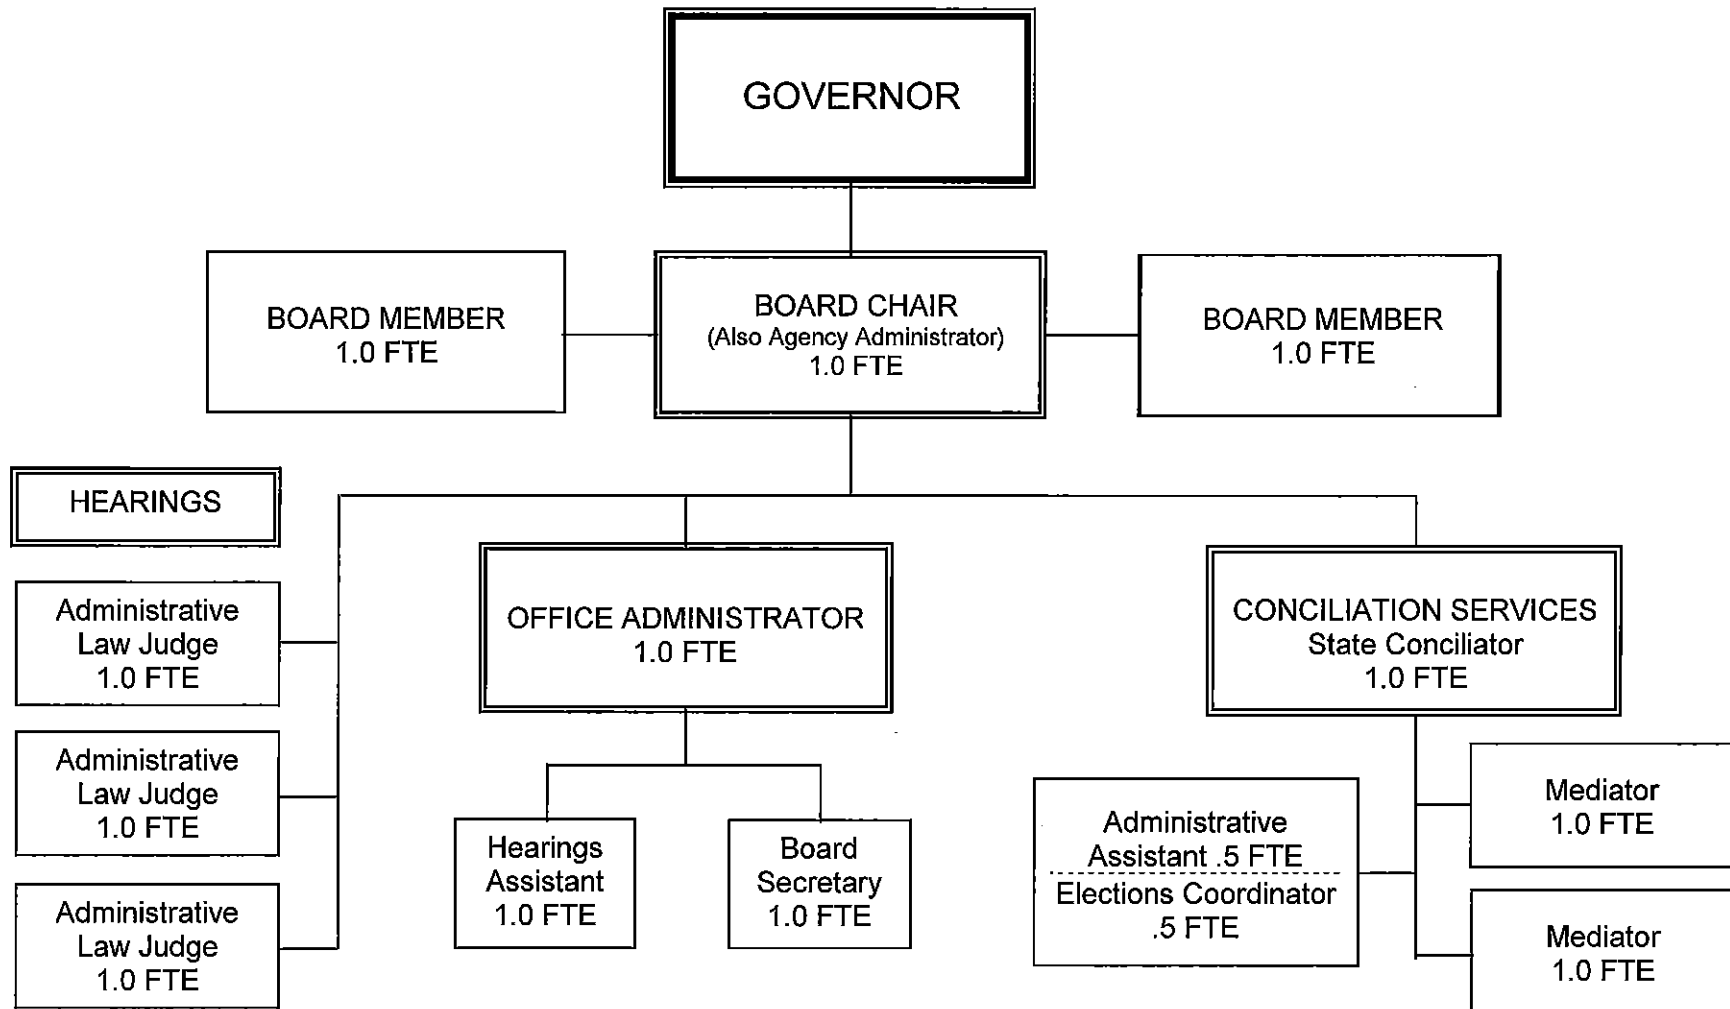 GOVERNOR
BOARD MEMBER
1.0 FTE
BOARD CHAIR
(Also Agency Administrator)
1.0 FTE
BOARD MEMBER
1.0 FTE
HEARINGS
Administrative
Law Judge
1.0 FTE
Administrative
Law Judge
1.0 FTE
Administrative
Law Judge
1.0 FTE
OFFICE ADMINISTRATOR
1.0 FTE
Hearings
Assistant
1.0 FTE
Board
Secretary
1.0 FTE
CONCILIATION SERVICES
State Conciliator
1.0 FTE
Administrative
Assistant .5 FTE
Elections Coordinator
.5 FTE
Mediator
1.0 FTE
Mediator
1.0 FTE